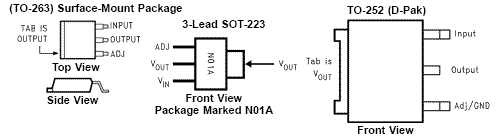 (TO-263) Surface-Mount Package
TAB IS
OUTPUT
INPUT
OUTPUT
ADJ
Top View
Side View
3-Lead SOT-223
ADJ
VOUT
VIN
N01A
VOUT
Front View
Package Marked N01A
TO-252 (D-Pak)
Tab is
VOUT
Input
Output
Adj/GND
Front View